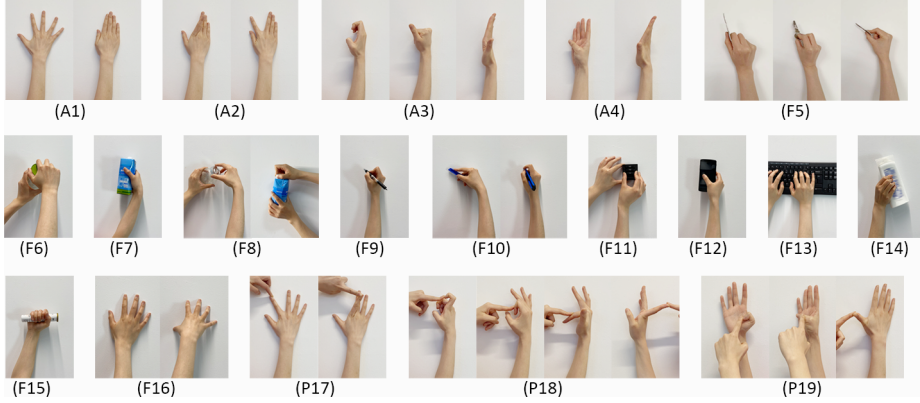 (A1) (A2) (A3) (A4) (F5)
(F6) (F7) (F8) (F9) (F10) (F11) (F12) (F13) (F14)
(F15) (F16) (P17) (P18) (P19)